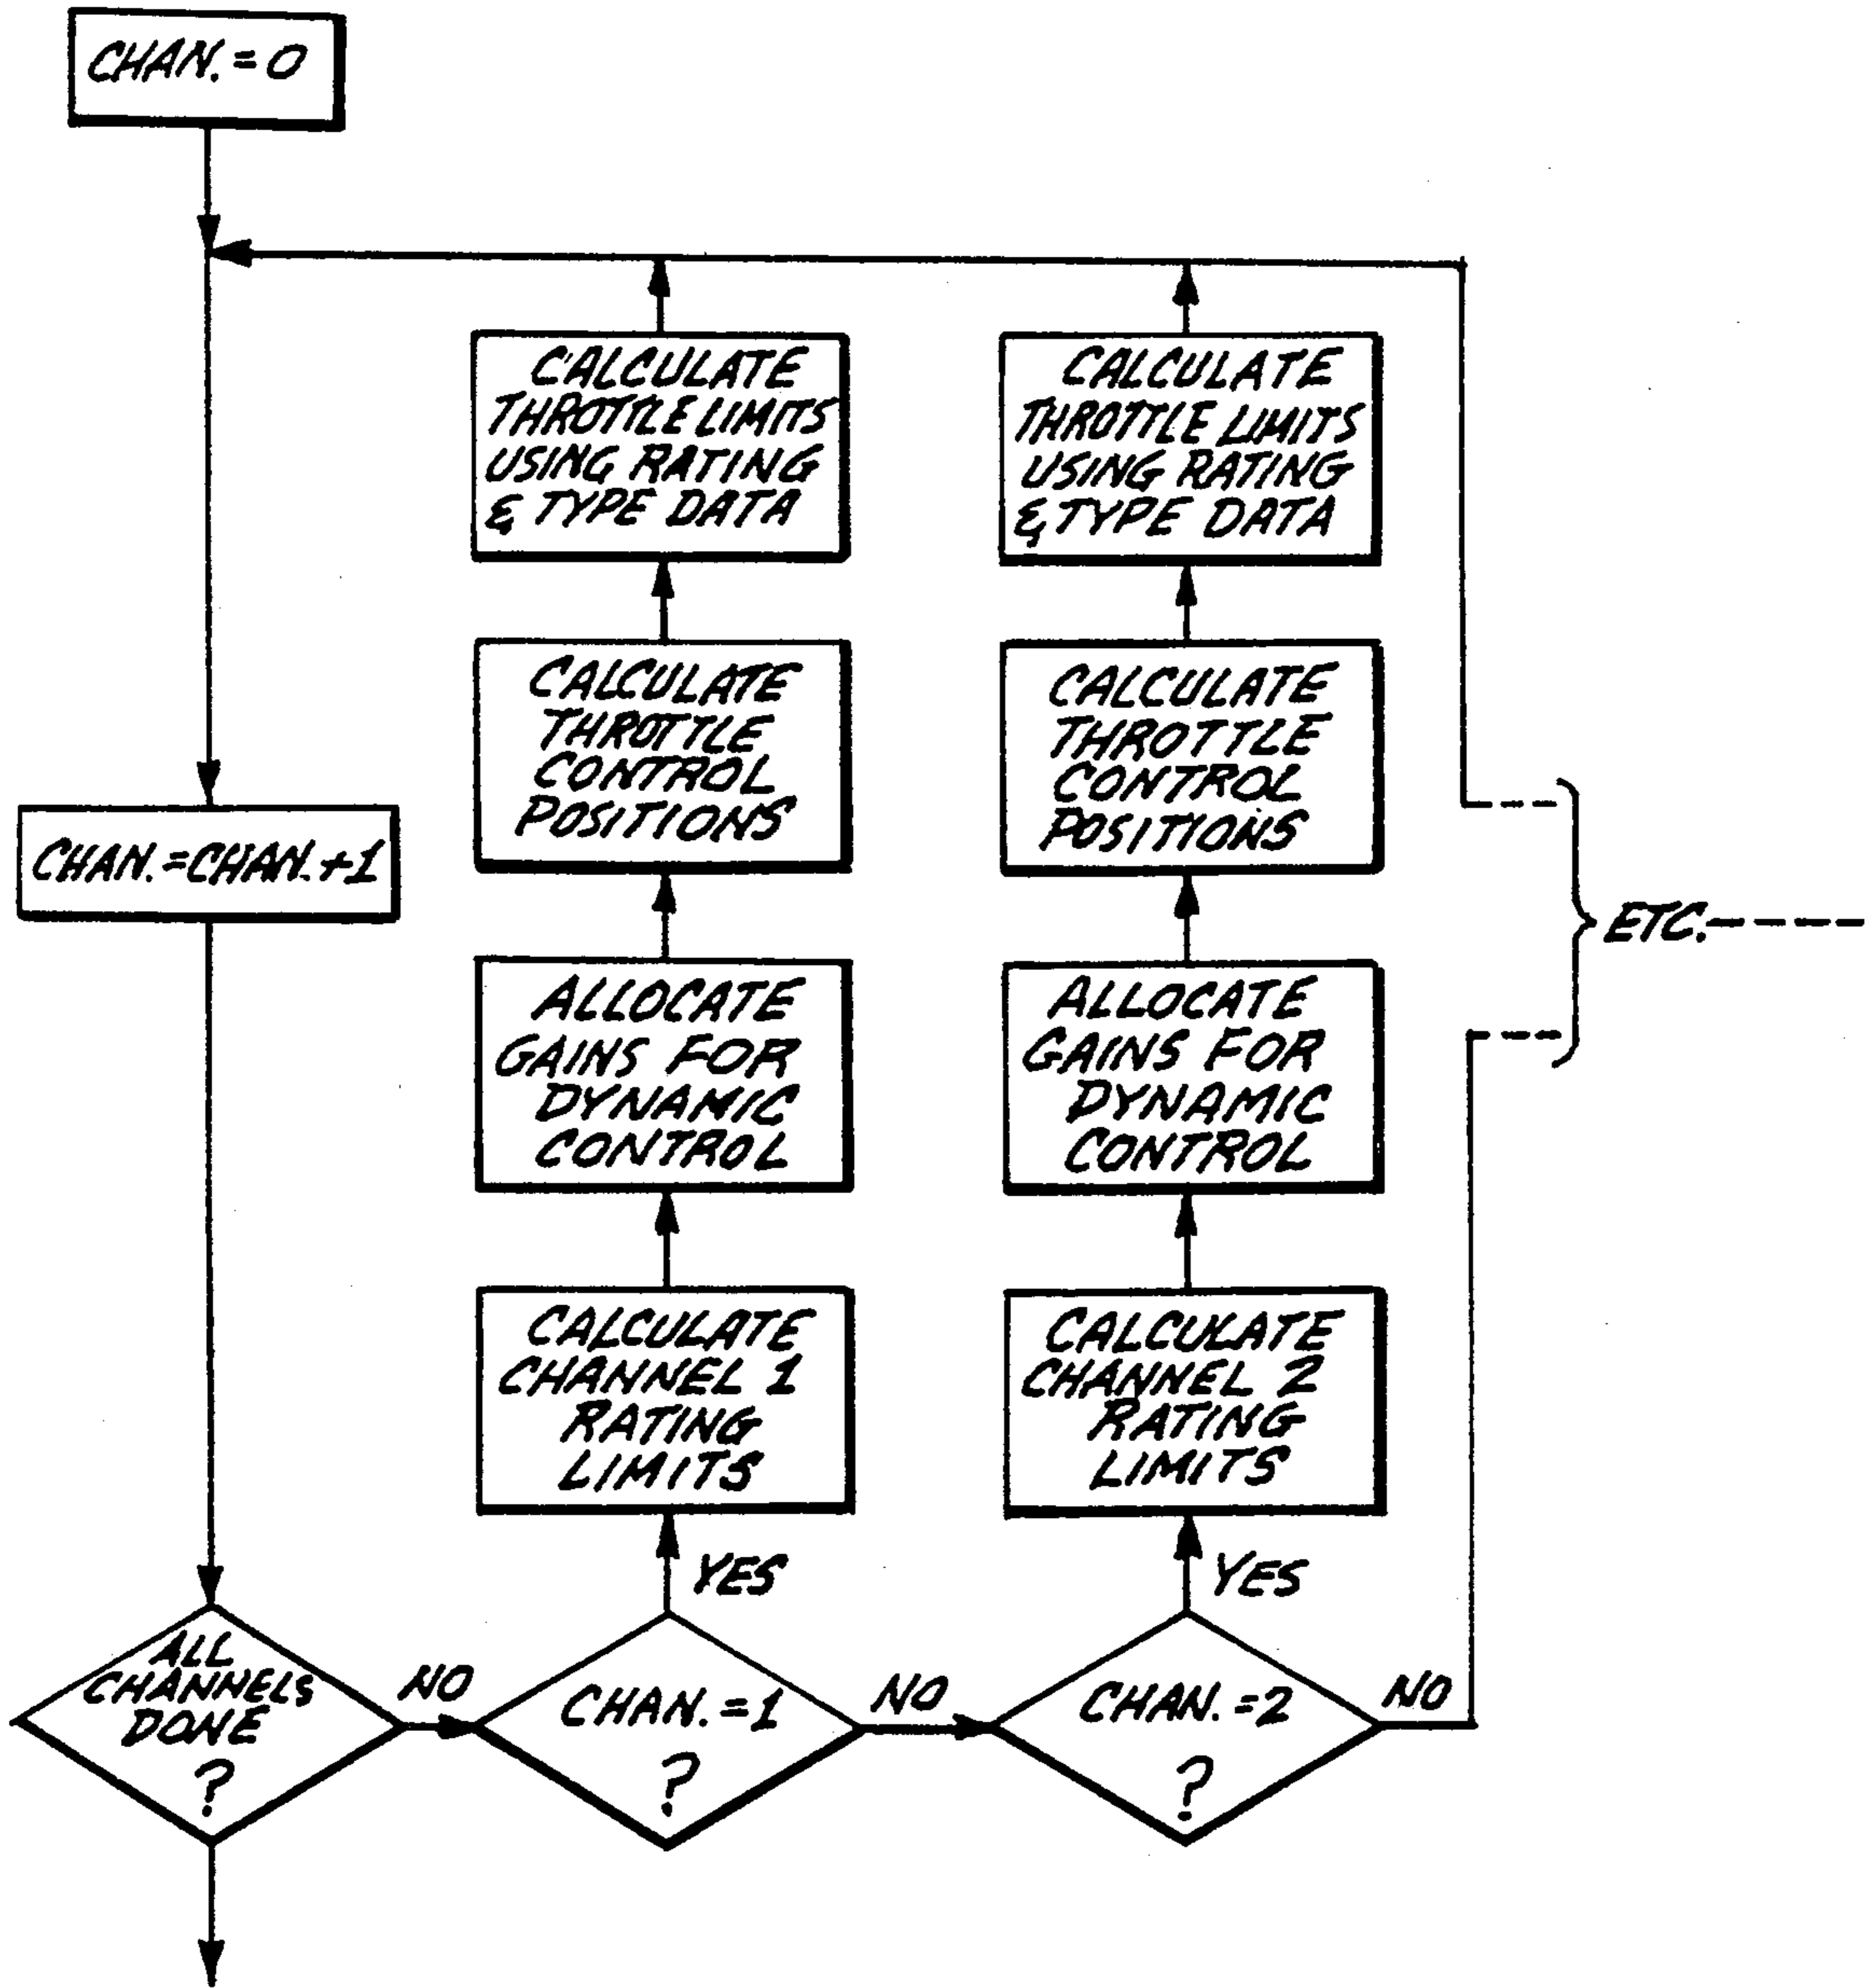 CHAN. = 0
CHAN. = CHAN. + 1
ALL
CHANNELS
DONE
?
NO
CHAN. = 1
?
YES
CALCULATE
CHANNEL 1
RATING
LIMITS
ALLOCATE
GAINS FOR
DYNAMIC
CONTROL
CALCULATE
THROTTLE
CONTROL
POSITIONS
CALCULATE
THROTTLE LIMITS
USING RATING
& TYPE DATA
NO
CHAN. = 2
?
YES
CALCULATE
CHANNEL 2
RATING
LIMITS
ALLOCATE
GAINS FOR
DYNAMIC
CONTROL
CALCULATE
THROTTLE
CONTROL
POSITIONS
CALCULATE
THROTTLE LIMITS
USING RATING
& TYPE DATA
NO
ETC.